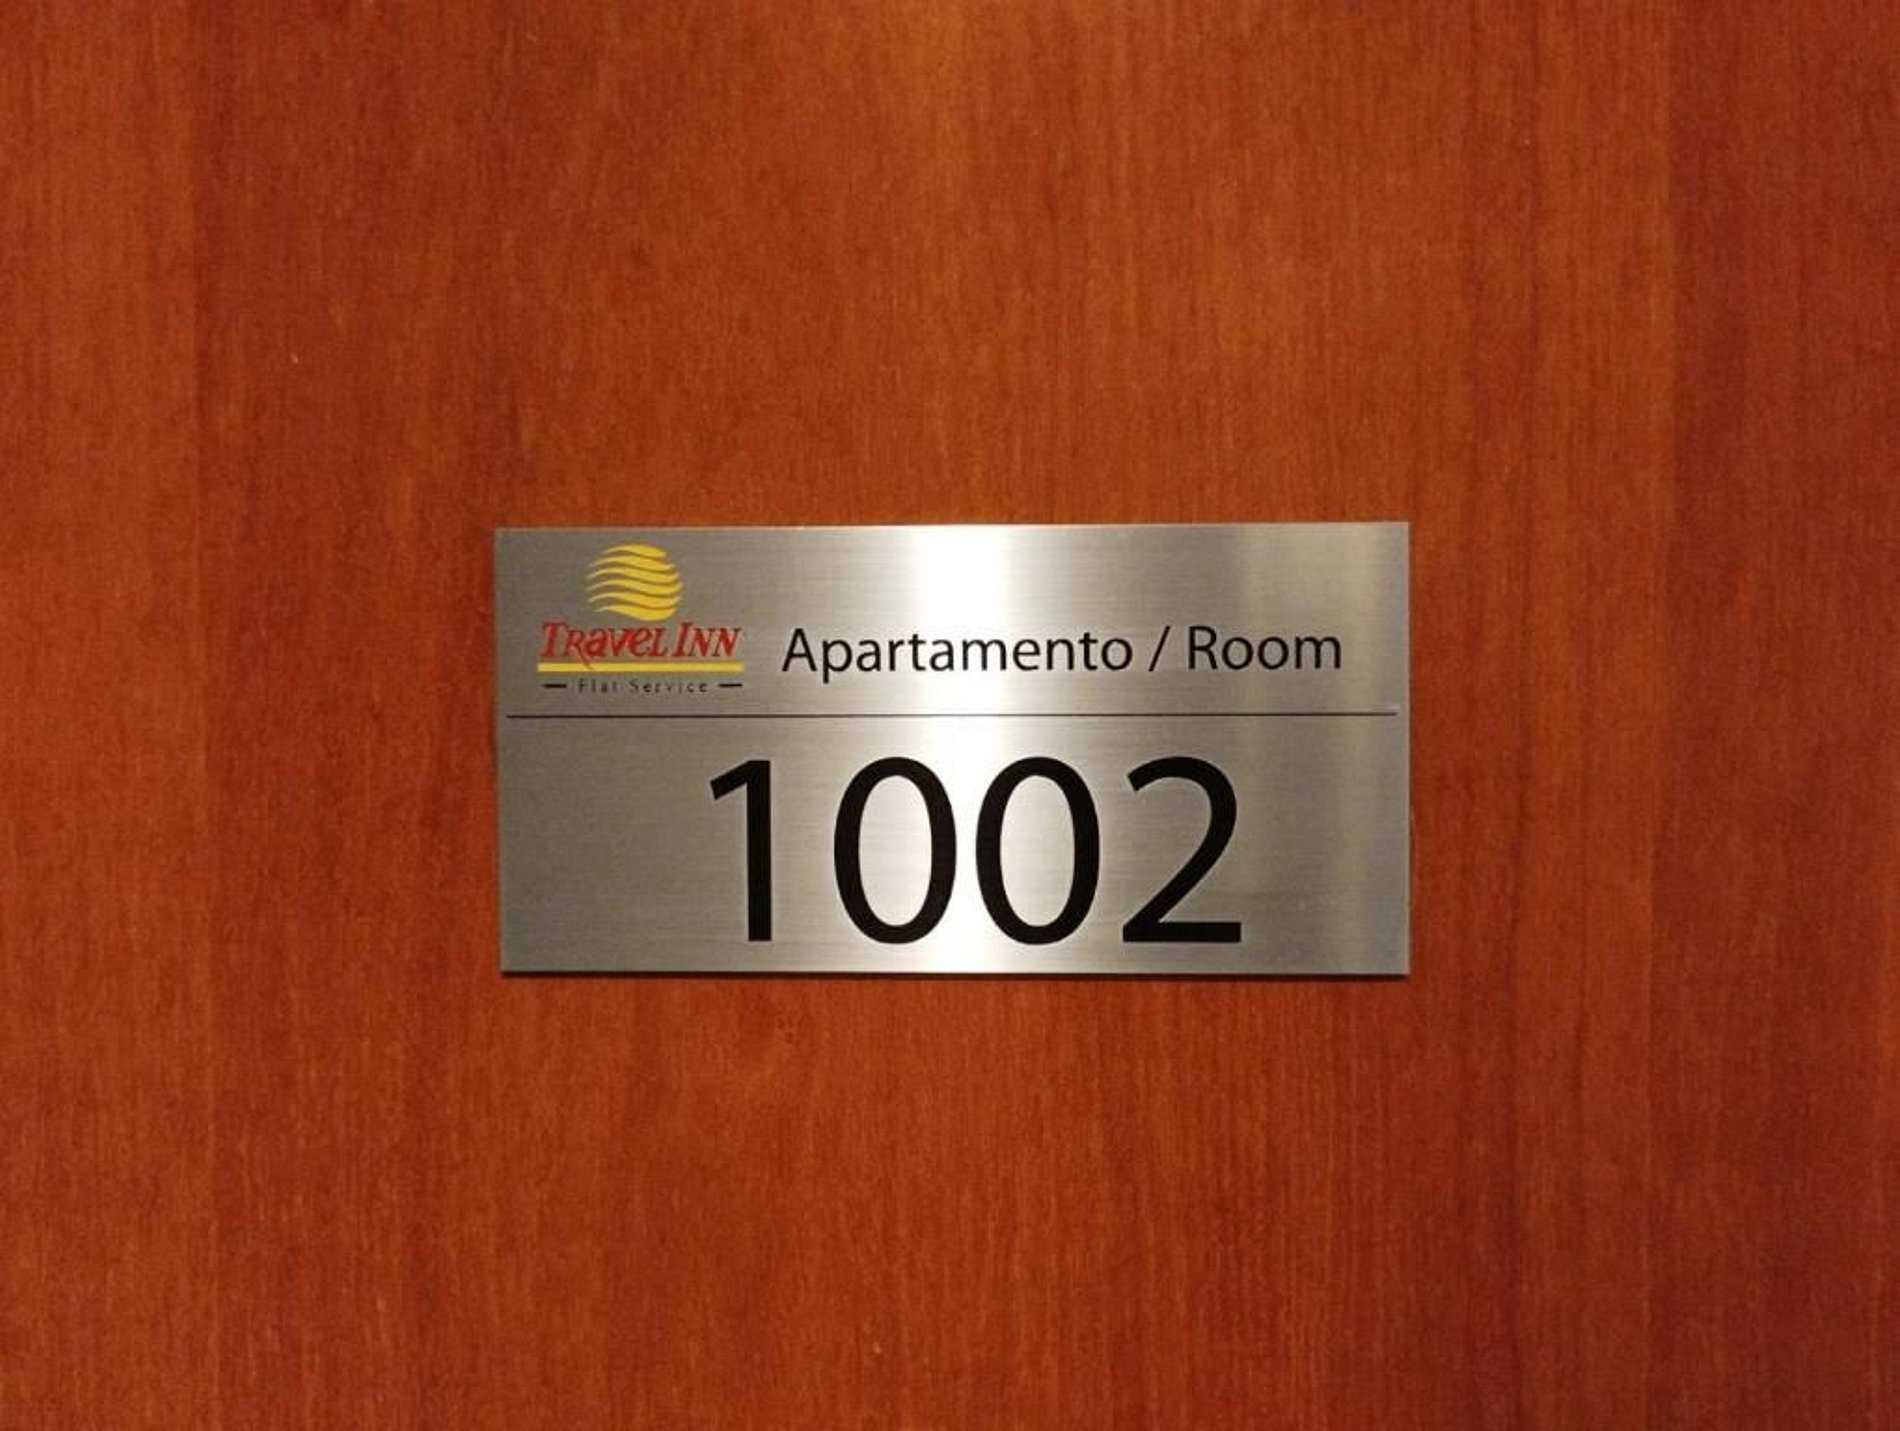 TRAVEL INN
Flat Service
Apartamento / Room
1002